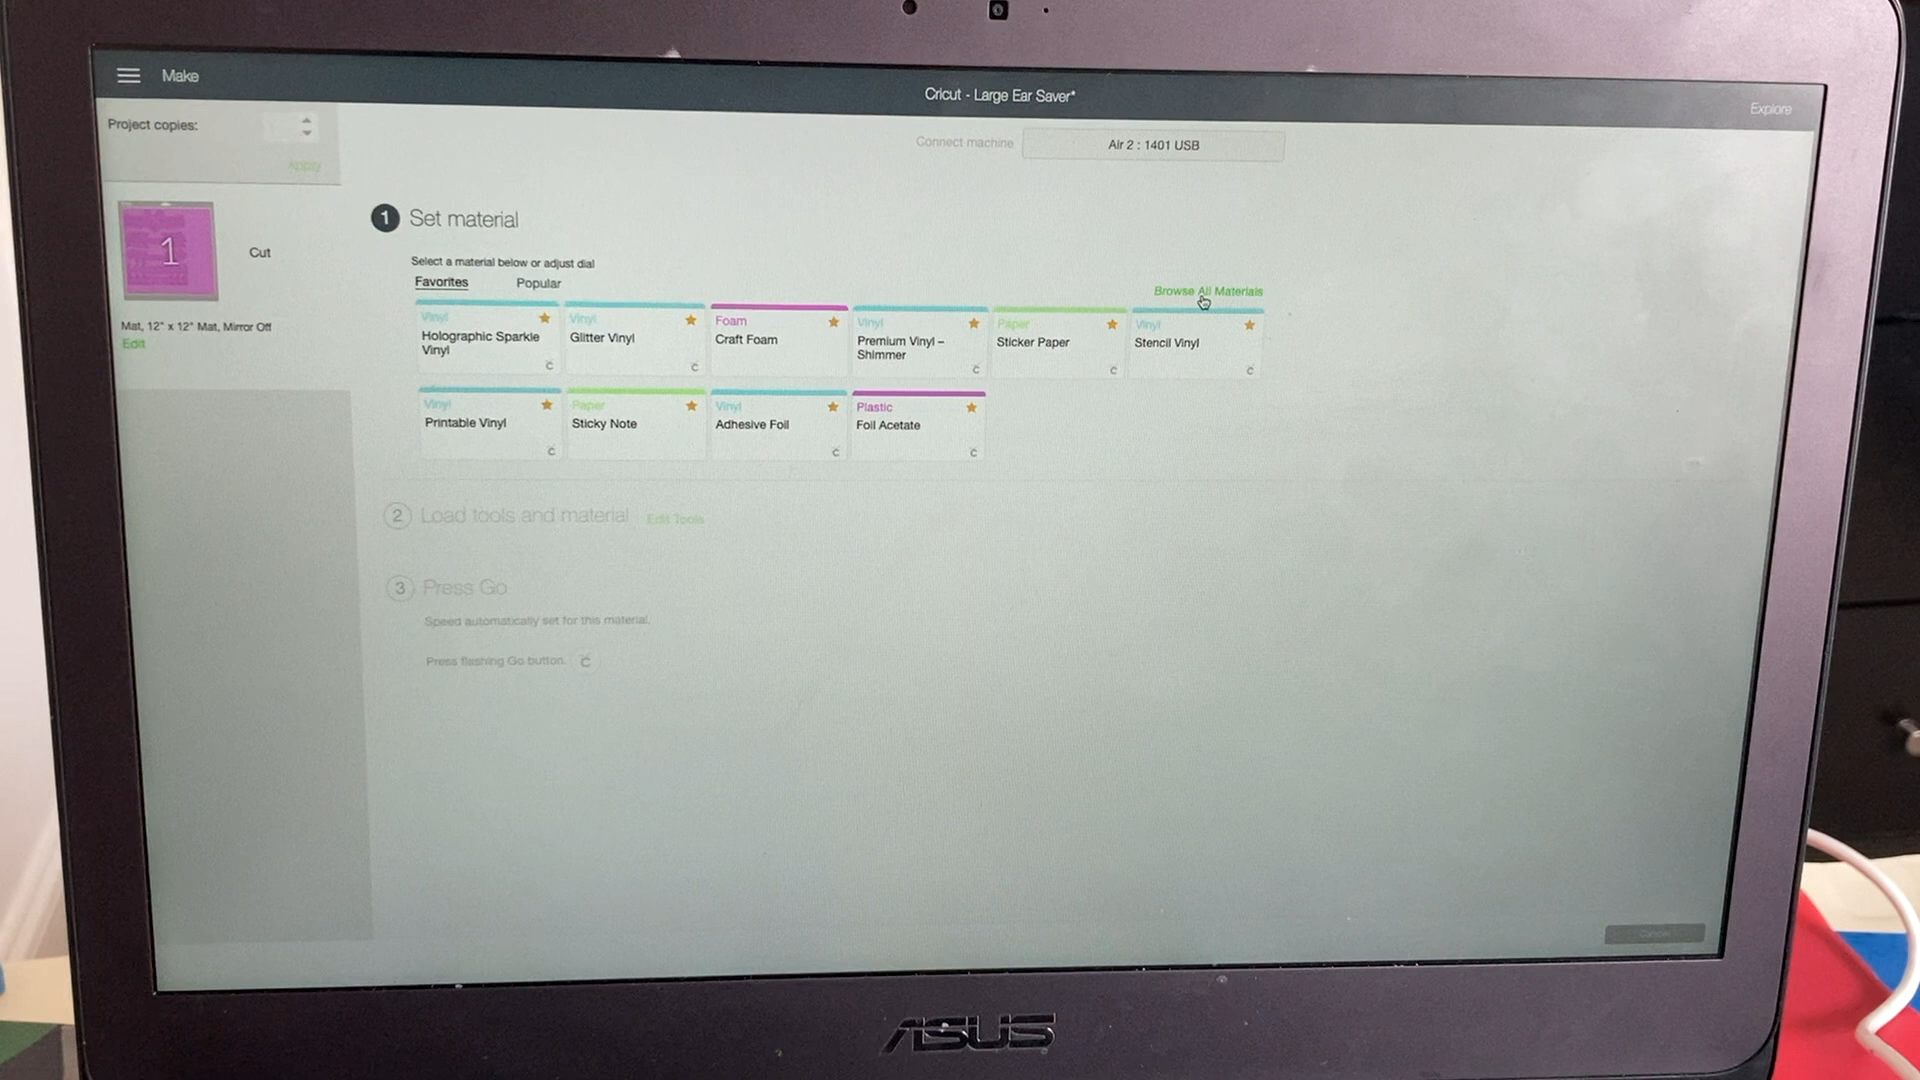 Make
Cricut - Large Ear Saver*
Explore
Project copies:
Apply
Connect machine
Air 2 : 1401 USB
1
Cut
Mat, 12" x 12" Mat, Mirror Off
Edit
1 Set material
Select a material below or adjust dial
Favorites Popular
Browse All Materials
Vinyl
Holographic Sparkle
Vinyl
Vinyl
Glitter Vinyl
Foam
Craft Foam
Vinyl
Premium Vinyl –
Shimmer
Paper
Sticker Paper
Vinyl
Stencil Vinyl
Vinyl
Printable Vinyl
Paper
Sticky Note
Vinyl
Adhesive Foil
Plastic
Foil Acetate
2 Load tools and material Edit Tools
3 Press Go
Speed automatically set for this material.
Press flashing Go button.
Cancel
ASUS